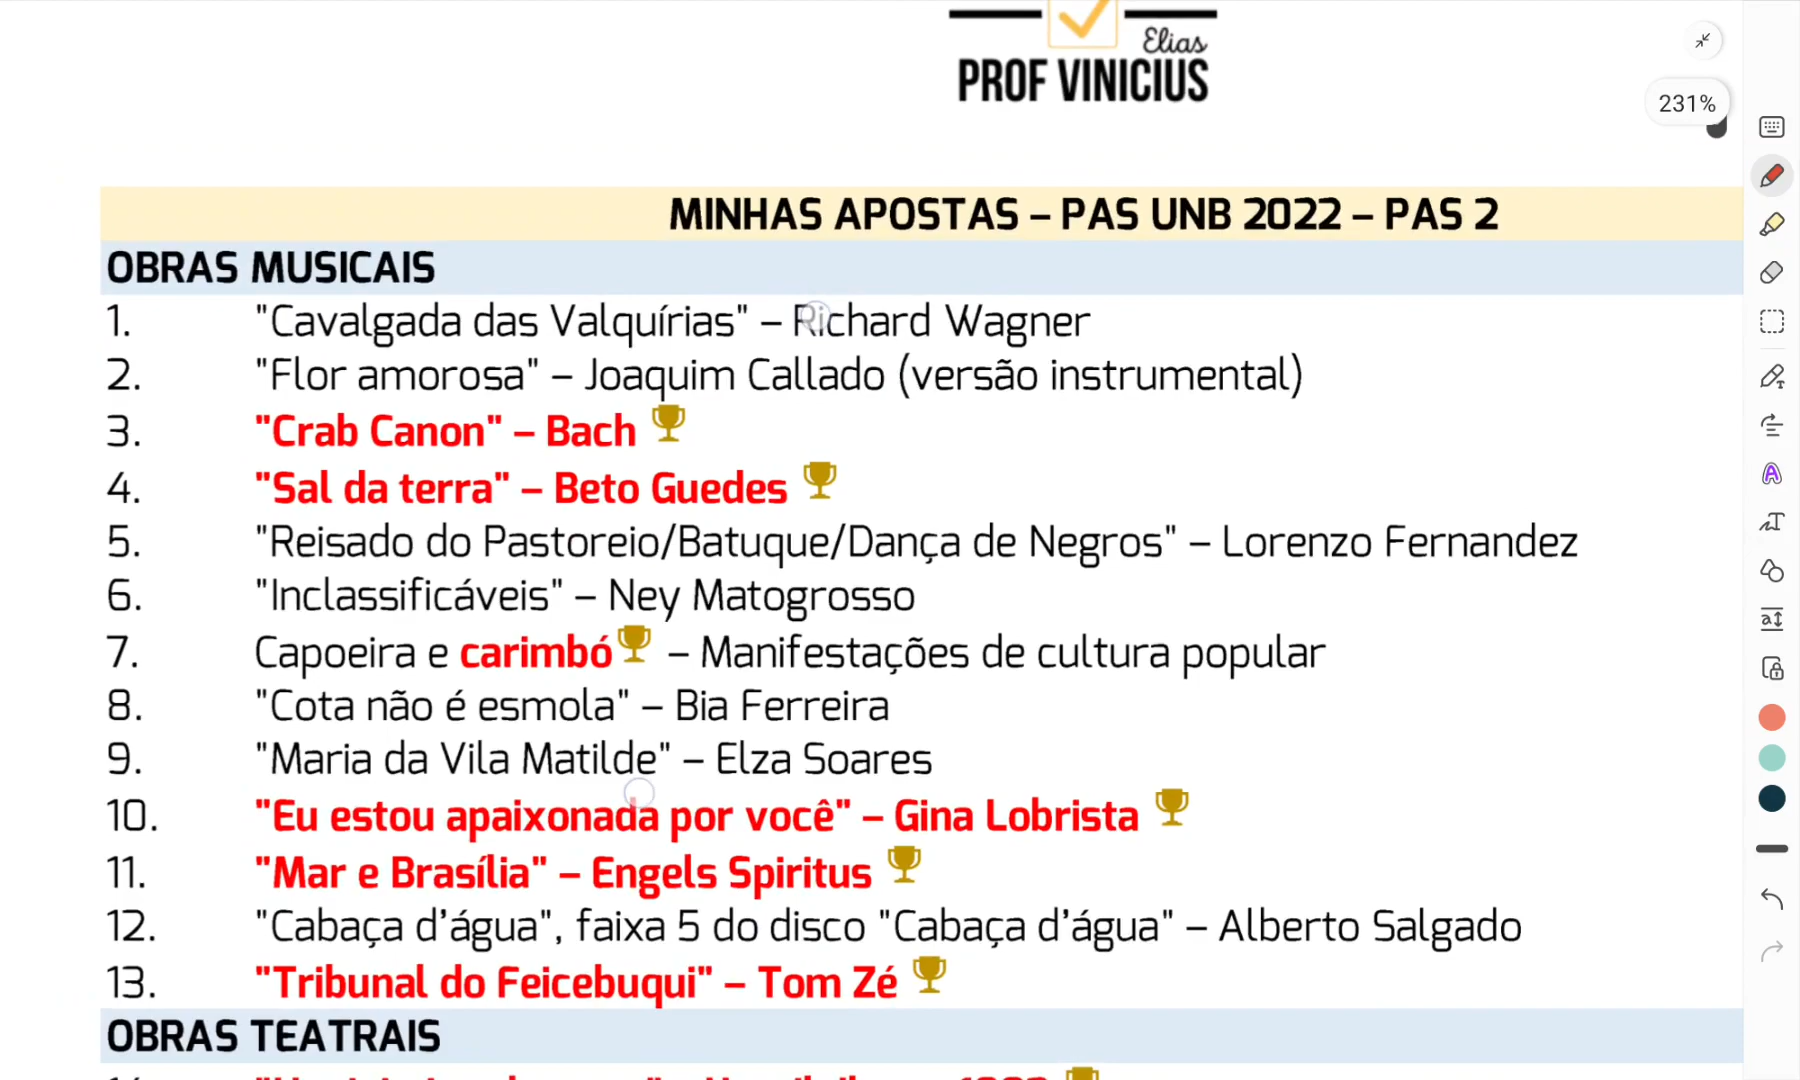 Elias
PROF VINICIUS
231%
MINHAS APOSTAS – PAS UNB 2022 – PAS 2
OBRAS MUSICAIS
1. "Cavalgada das Valquírias" – Richard Wagner
2. "Flor amorosa" – Joaquim Callado (versão instrumental)
3. "Crab Canon" – Bach
4. "Sal da terra" – Beto Guedes
5. "Reisado do Pastoreio/Batuque/Dança de Negros" – Lorenzo Fernandez
6. "Inclassificáveis" – Ney Matogrosso
7. Capoeira e carimbó – Manifestações de cultura popular
8. "Cota não é esmola" – Bia Ferreira
9. "Maria da Vila Matilde" – Elza Soares
10. "Eu estou apaixonada por você" – Gina Lobrista
11. "Mar e Brasília" – Engels Spiritus
12. "Cabaça d’água", faixa 5 do disco "Cabaça d’água" – Alberto Salgado
13. "Tribunal do Feicebuqui" – Tom Zé
OBRAS TEATRAIS